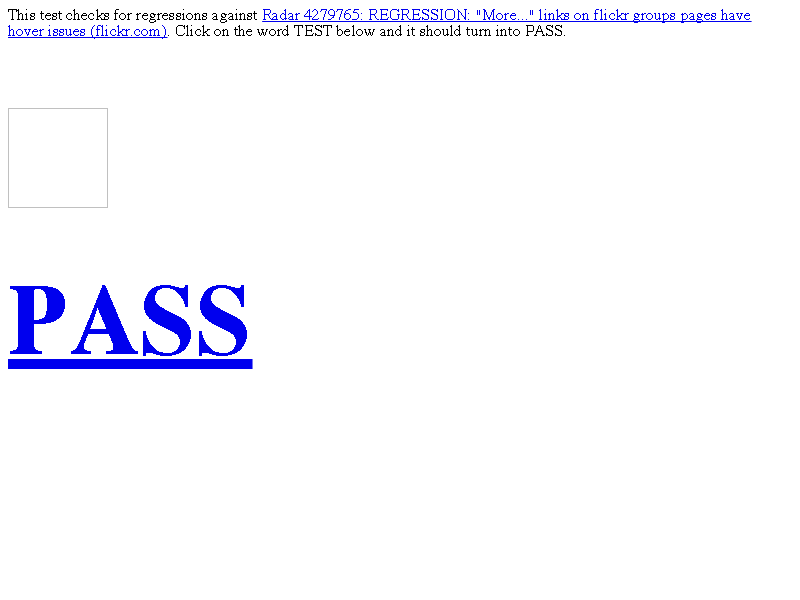 This test checks for regressions against Radar 4279765: REGRESSION: "More..." links on flickr groups pages have
hover issues (flickr.com). Click on the word TEST below and it should turn into PASS.
PASS